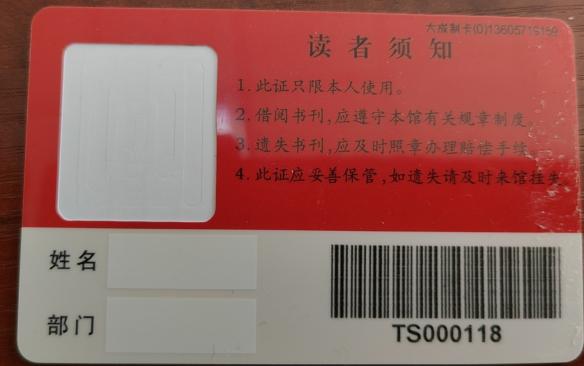 大成制卡(0)13605719159
读者须知
1. 此证只限本人使用。
2. 借阅书刊,应遵守本馆有关规章制度。
3. 遗失书刊,应及时照章办理赔偿手续。
4. 此证应妥善保管,如遗失请及时来馆挂失
姓名
部门
TS000118